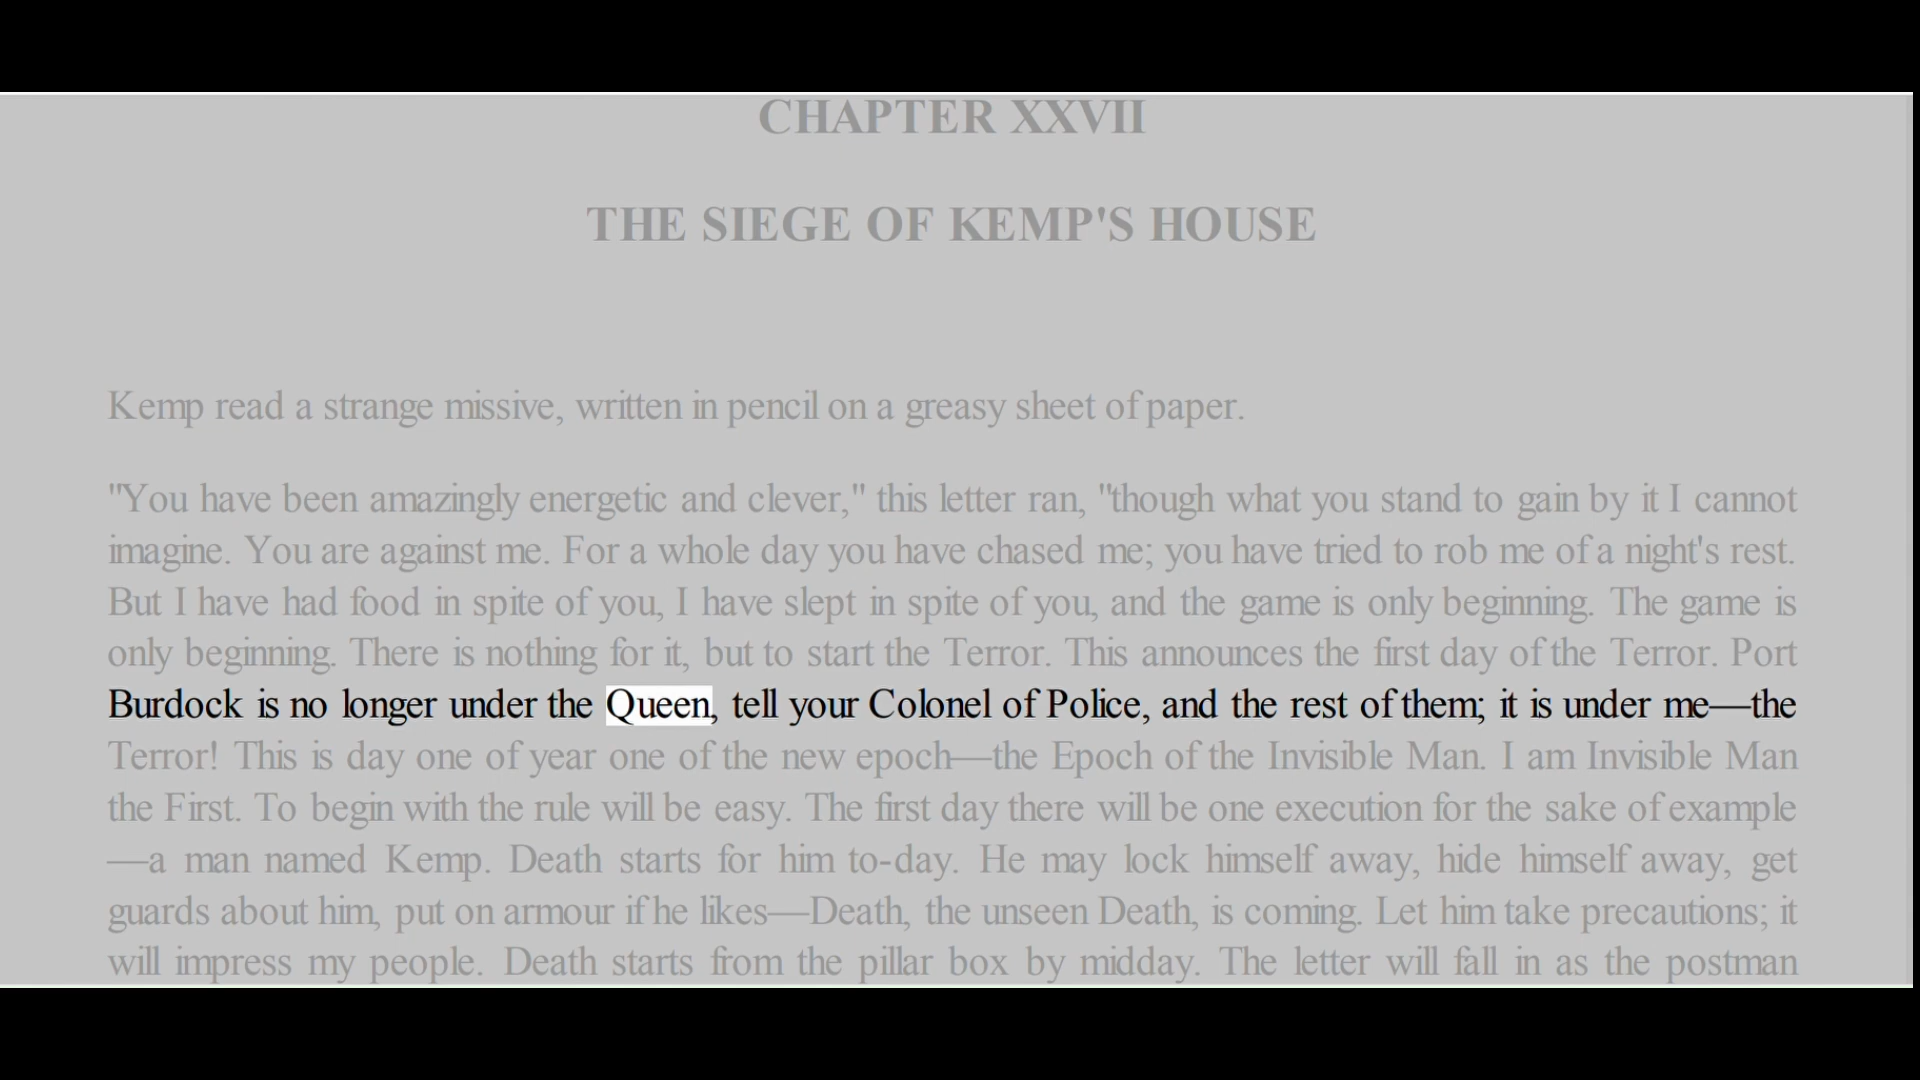 CHAPTER XXVII
THE SIEGE OF KEMP'S HOUSE
Kemp read a strange missive, written in pencil on a greasy sheet of paper.
"You have been amazingly energetic and clever," this letter ran, "though what you stand to gain by it I cannot
imagine. You are against me. For a whole day you have chased me; you have tried to rob me of a night's rest.
But I have had food in spite of you, I have slept in spite of you, and the game is only beginning. The game is
only beginning. There is nothing for it, but to start the Terror. This announces the first day of the Terror. Port
Burdock is no longer under the Queen, tell your Colonel of Police, and the rest of them; it is under me—the
Terror! This is day one of year one of the new epoch—the Epoch of the Invisible Man. I am Invisible Man
the First. To begin with the rule will be easy. The first day there will be one execution for the sake of example
—a man named Kemp. Death starts for him to-day. He may lock himself away, hide himself away, get
guards about him, put on armour if he likes—Death, the unseen Death, is coming. Let him take precautions; it
will impress my people. Death starts from the pillar box by midday. The letter will fall in as the postman